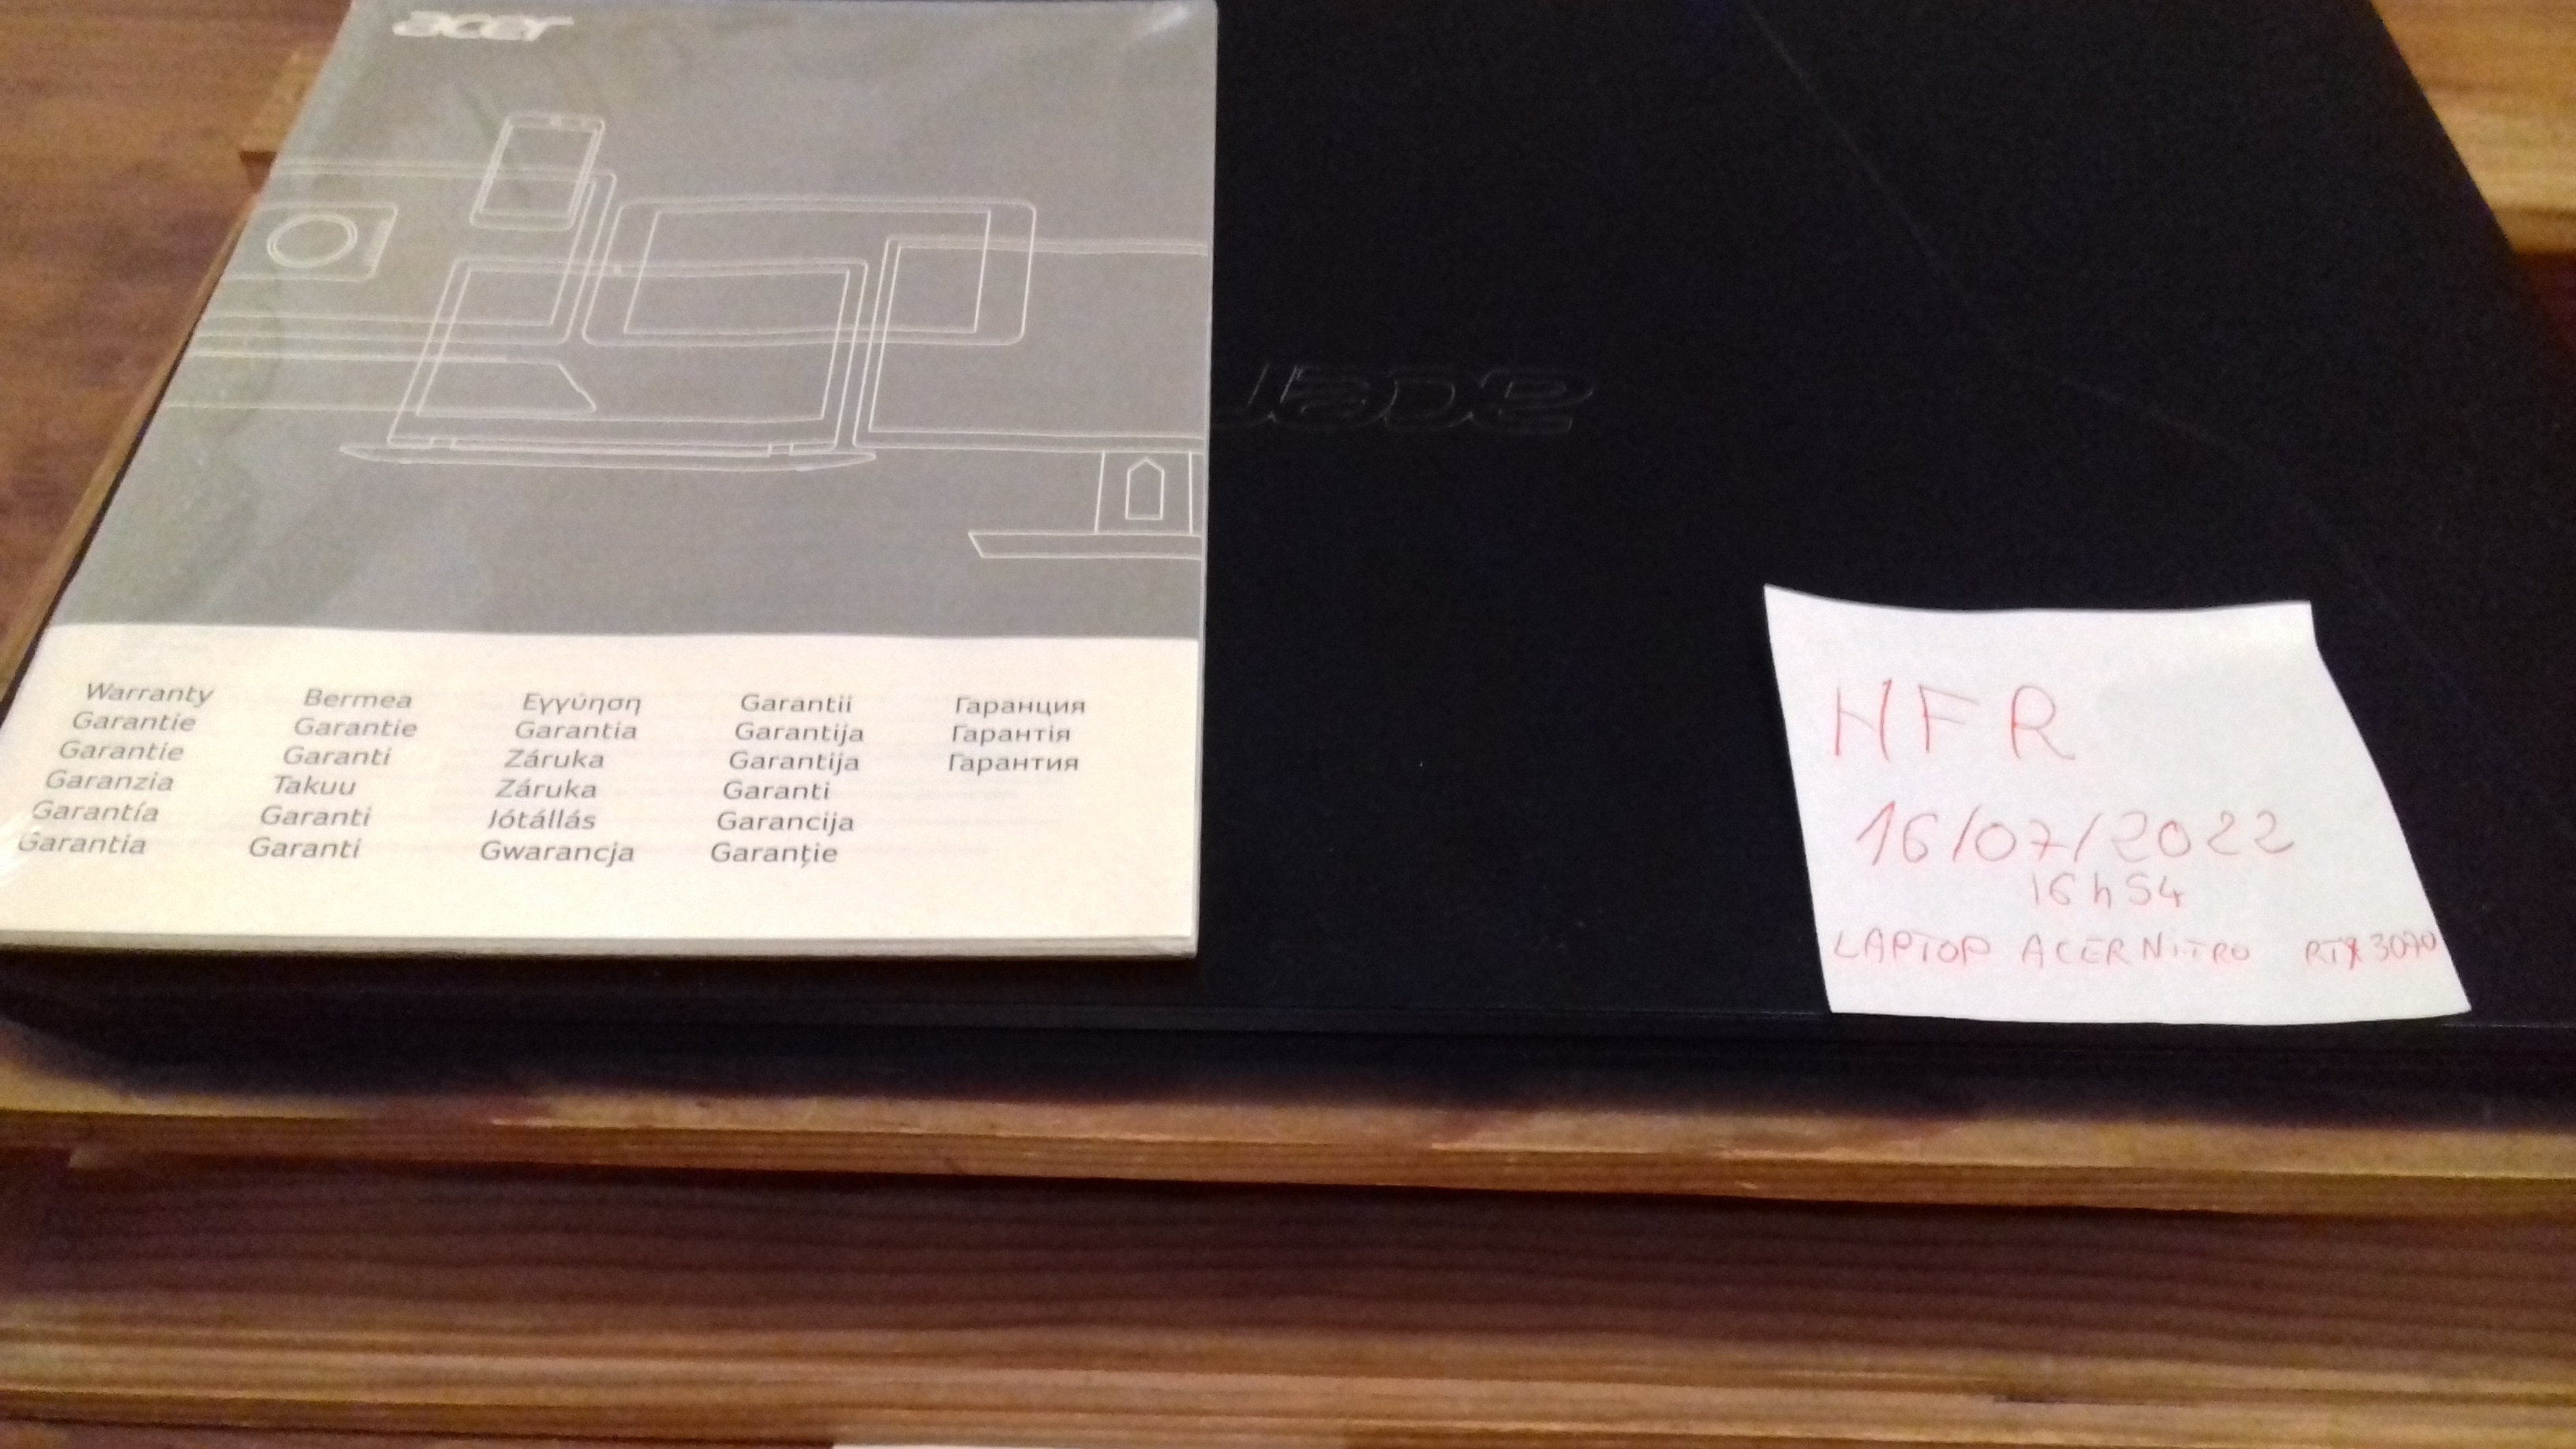 acer
Warranty
Garantie
Garantie
Garanzia
Garantía
Garantia
Bermea
Garantie
Garanti
Takuu
Garanti
Garanti
Εγγύηση
Garantia
Záruka
Záruka
Jótállás
Gwarancja
Garantii
Garantija
Garantija
Garanti
Garancija
Garanţie
Гаранция
Гарантія
Гарантия
acer
HFR
16/07/2022
16h54
LAPTOP ACER NiTRO RTX 3070